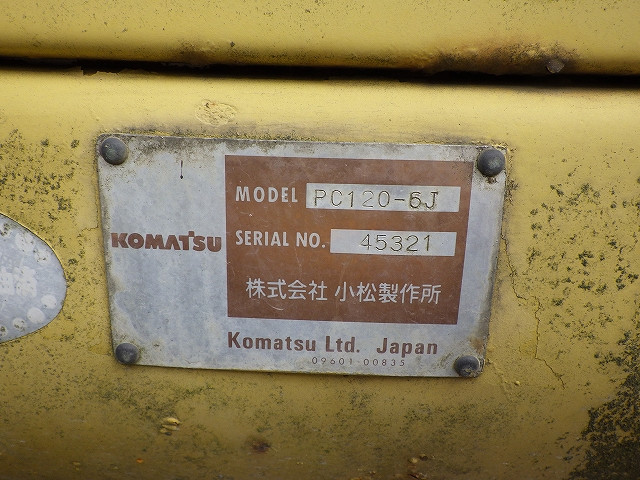 KOMATSU
MODEL PC120-6J
SERIAL NO. 45321
株式会社 小松製作所
Komatsu Ltd. Japan
09601-00835